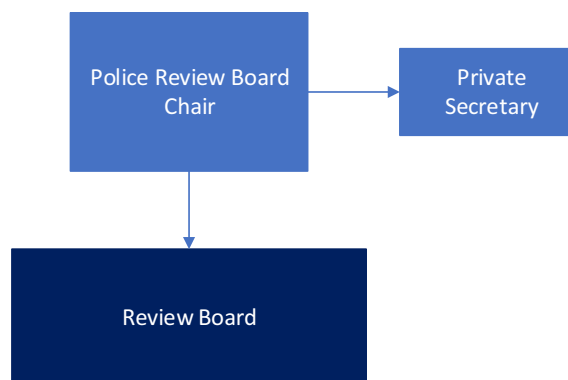 Police Review Board
Chair
Private
Secretary
Review Board